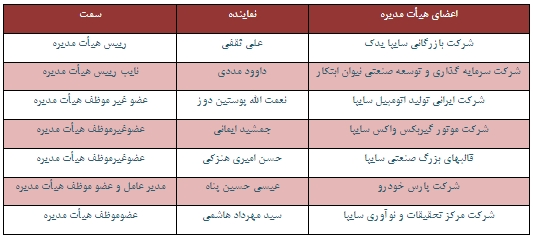 اعضای هیأت مدیره نماینده سمت
شرکت بازرگانی سایپا یدک علی ثقفی رییس هیأت مدیره
شرکت سرمایه گذاری و توسعه صنعتی نیوان ابتکار داوود مددی نایب رییس هیأت مدیره
شرکت ایرانی تولید اتومبیل سایپا نعمت الله پوستین دوز عضو غیر موظف هیأت مدیره
شرکت موتور گیربکس واکس سایپا جمشید ایمانی عضوغیرموظف هیأت مدیره
قالبهای بزرگ صنعتی سایپا حسن امیری هنزکی عضوغیرموظف هیأت مدیره
شرکت پارس خودرو عیسی حسین پناه مدیر عامل و عضو موظف هیأت مدیره
شرکت مرکز تحقیقات و نوآوری سایپا سید مهرداد هاشمی عضوموظف هیأت مدیره